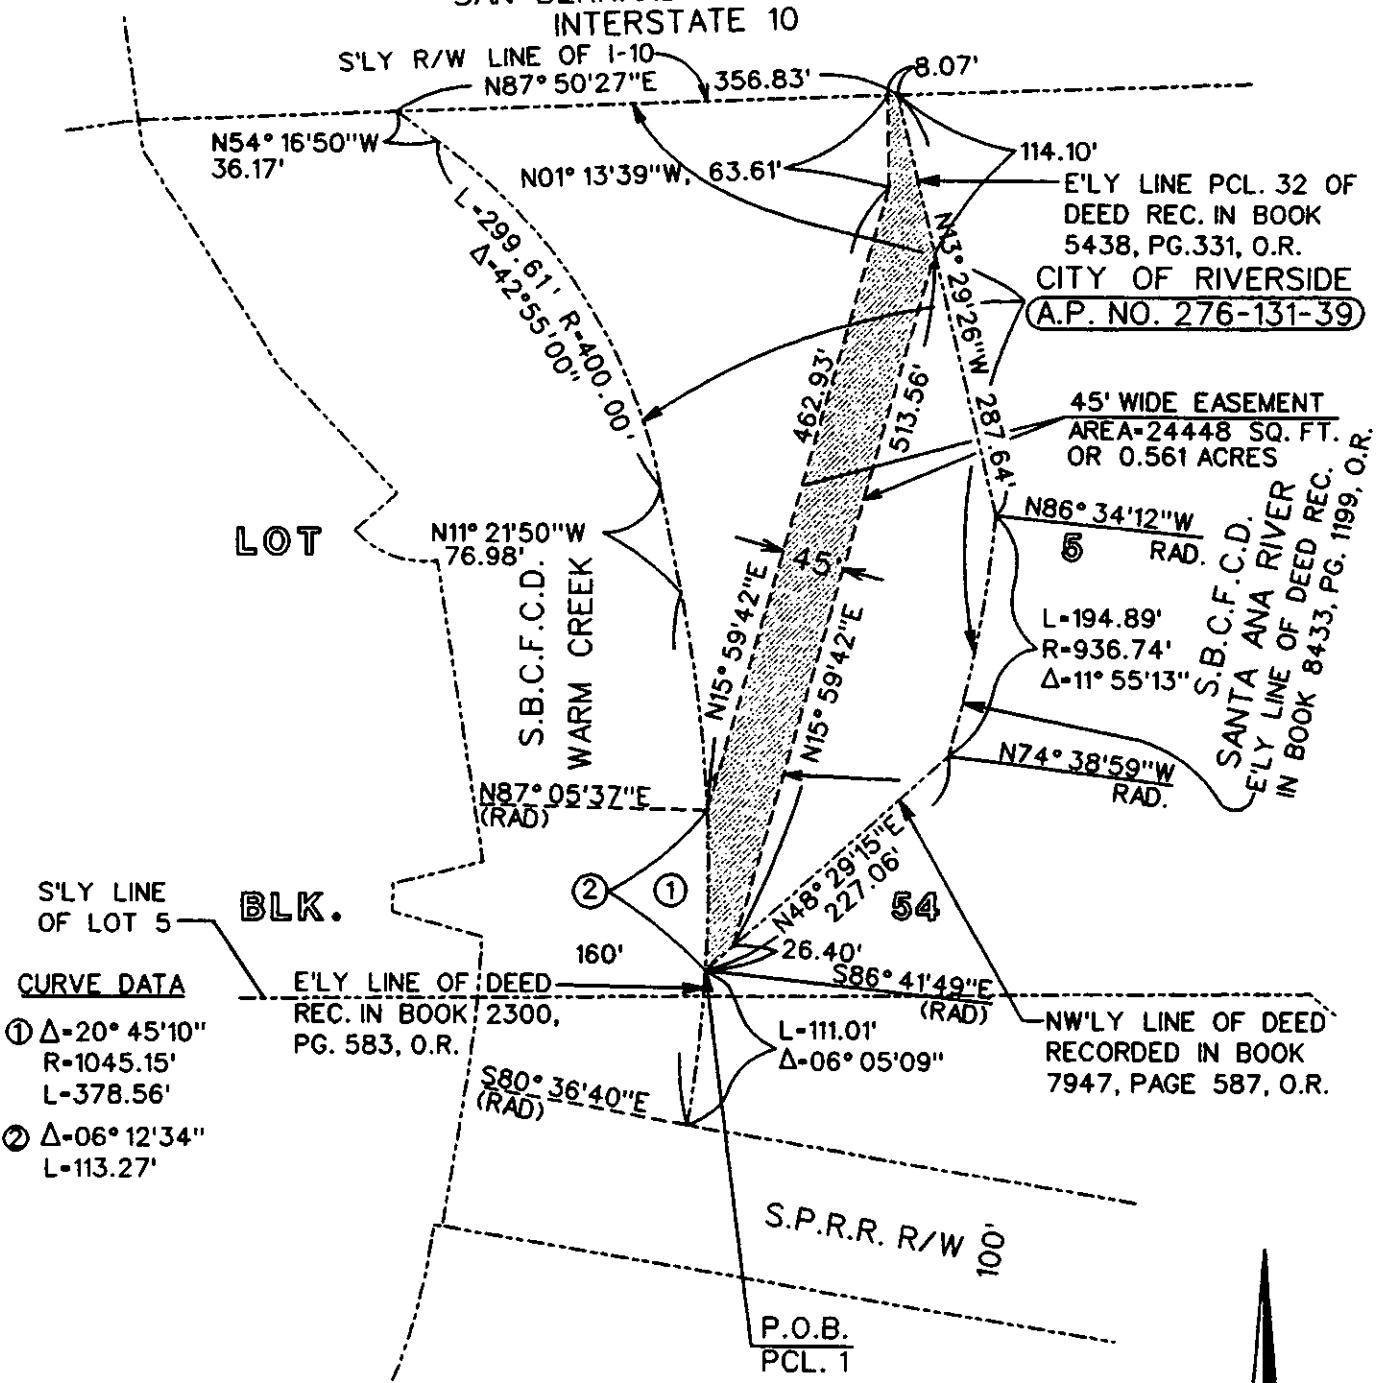 INTERSTATE 10
S'LY R/W LINE OF I-10
N87° 50'27"E 356.83' 8.07'
N54° 16'50"W
36.17'
N01° 13'39"W, 63.61'
114.10'
E'LY LINE PCL. 32 OF
DEED REC. IN BOOK
5438, PG.331, O.R.
L=299.61' R=400.00'
Δ=42°55'00"
N13° 29'26"W 287.64'
CITY OF RIVERSIDE
A.P. NO. 276-131-39
462.93'
513.56'
45' WIDE EASEMENT
AREA=24448 SQ. FT.
OR 0.561 ACRES
LOT
N11° 21'50"W
76.98'
S.B.C.F.C.D.
WARM CREEK
45'
N15° 59'42"E
N15° 59'42"E
N86° 34'12"W
RAD.
5
L=194.89'
R=936.74'
Δ=11° 55'13"
S.B.C.F.C.D.
SANTA ANA RIVER
E'LY LINE OF DEED REC.
IN BOOK 8433, PG. 1199, O.R.
N74° 38'59"W
RAD.
N87° 05'37"E
(RAD)
N48° 29'15"E
227.06'
54
S'LY LINE
OF LOT 5
BLK.
2
1
160'
26.40'
S86° 41'49"E
(RAD)
CURVE DATA
1 Δ=20° 45'10"
R=1045.15'
L=378.56'
2 Δ=06° 12'34"
L=113.27'
E'LY LINE OF DEED
REC. IN BOOK 2300,
PG. 583, O.R.
L=111.01'
Δ=06° 05'09"
NW'LY LINE OF DEED
RECORDED IN BOOK
7947, PAGE 587, O.R.
S80° 36'40"E
(RAD)
S.P.R.R. R/W
100'
P.O.B.
PCL. 1